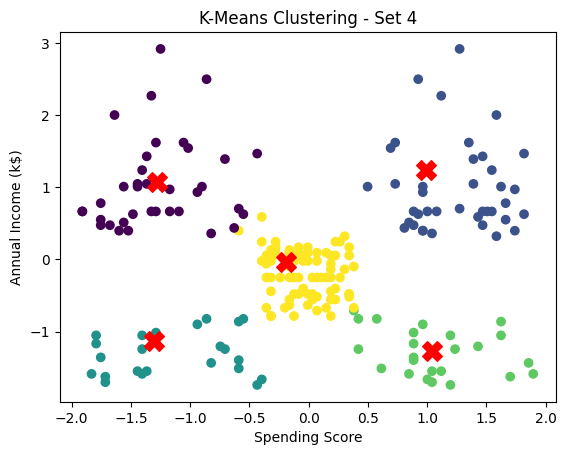 K-Means Clustering - Set 4
Annual Income (k$)
3
2
1
0
−1
−2.0 −1.5 −1.0 −0.5 0.0 0.5 1.0 1.5 2.0
Spending Score